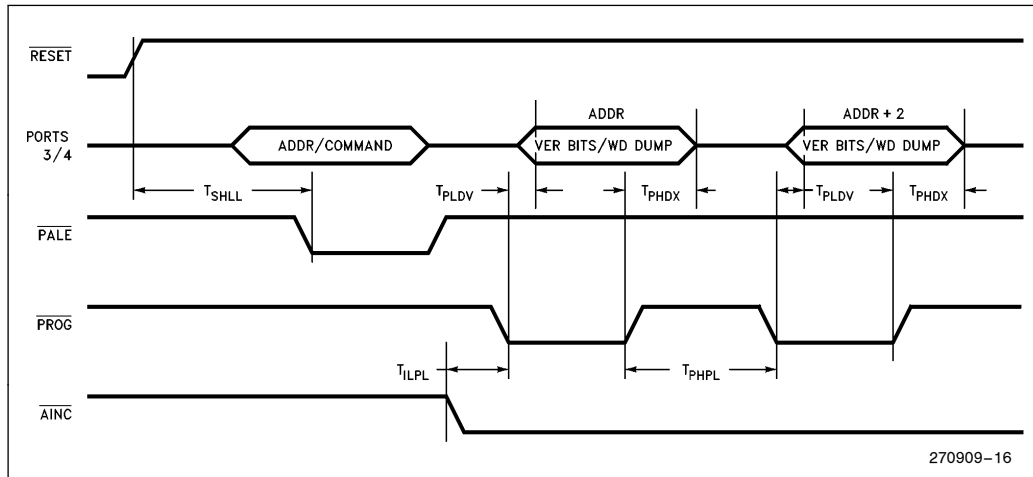 RESET
ADDR
ADDR + 2
PORTS
3/4
ADDR/COMMAND
VER BITS/WD DUMP
VER BITS/WD DUMP
TSHLL
TPLDV
TPHDX
TPLDV
TPHDX
PALE
PROG
TILPL
TPHPL
AINC
270909–16